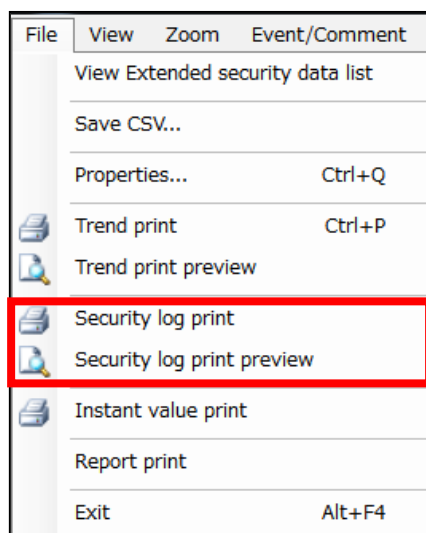 File View Zoom Event/Comment
View Extended security data list
Save CSV...
Properties... Ctrl+Q
Trend print Ctrl+P
Trend print preview
Security log print
Security log print preview
Instant value print
Report print
Exit Alt+F4